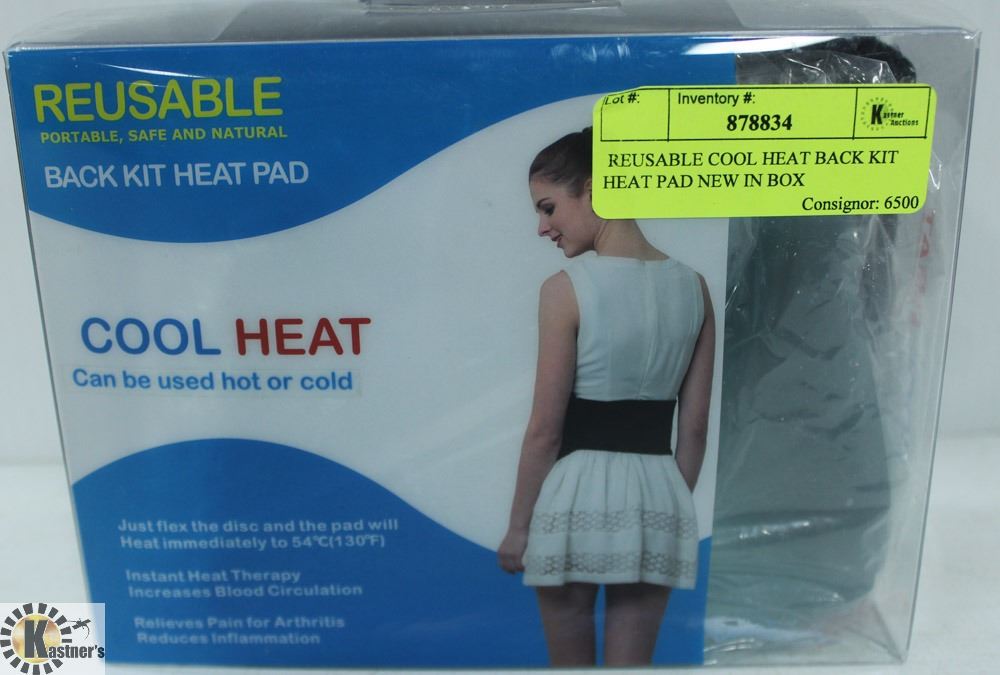 REUSABLE
PORTABLE, SAFE AND NATURAL
BACK KIT HEAT PAD
Lot #:
Inventory #:
878834
Kastner
Auctions
REUSABLE COOL HEAT BACK KIT
HEAT PAD NEW IN BOX
Consignor: 6500
COOL HEAT
Can be used hot or cold
Just flex the disc and the pad will
Heat immediately to 54°C(130°F)
Instant Heat Therapy
Increases Blood Circulation
Relieves Pain for Arthritis
Reduces Inflammation
Kastner's